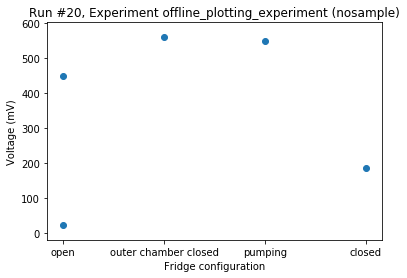 Run #20, Experiment offline_plotting_experiment (nosample)
600
500
400
300
200
100
0
Voltage (mV)
open outer chamber closed pumping closed
Fridge configuration